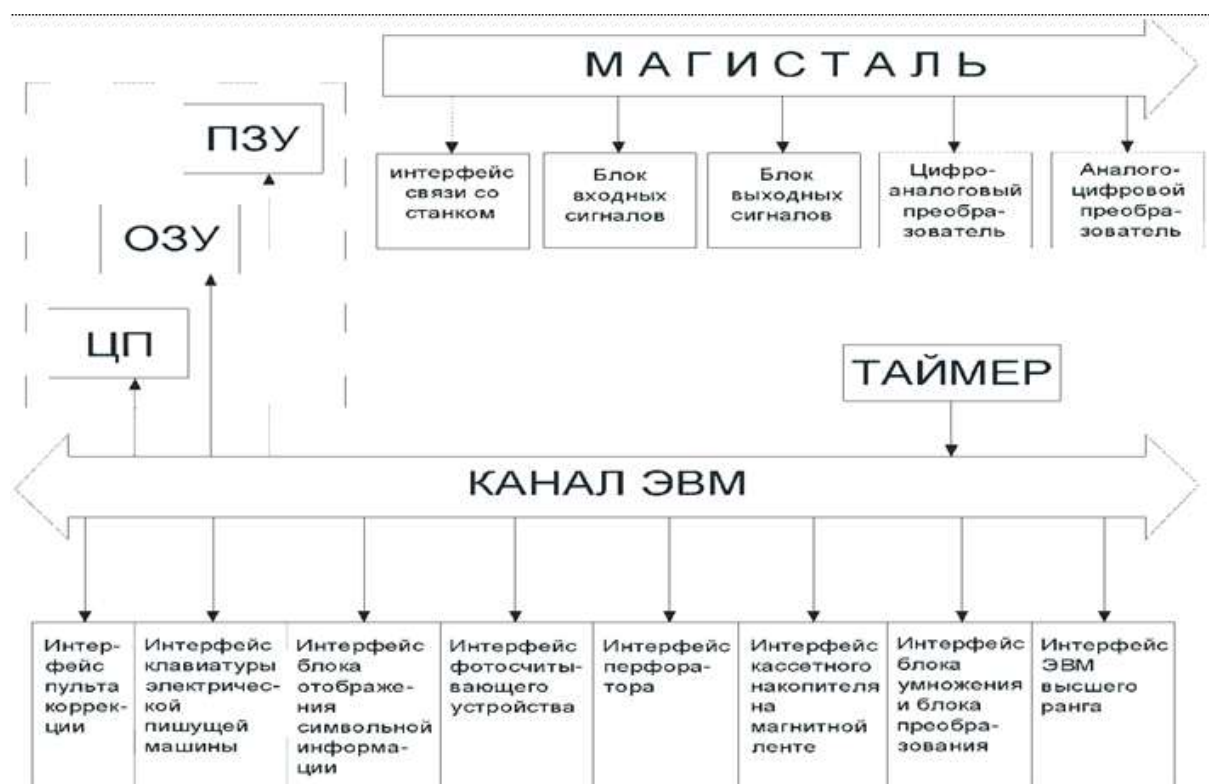 М А Г И С Т А Л Ь
ПЗУ
ОЗУ
ЦП
интерфейс
связи со
станком
Блок
входных
сигналов
Блок
выходных
сигналов
Цифро-
аналоговый
преобра-
зователь
Аналого-
цифровой
преобра-
зователь
ТАЙМЕР
КАНАЛ ЭВМ
Интер-
фейс
пульта
коррек-
ции
Интерфейс
клавиатуры
электричес-
кой
пишущей
машины
Интерфейс
блока
отображе-
ния
символьной
информа-
ции
Интерфейс
фотосчиты-
вающего
устройства
Интерфейс
перфора-
тора
Интерфейс
кассетного
накопителя
на
магнитной
ленте
Интерфейс
блока
умножения
и блока
преобра-
зования
Интерфейс
ЭВМ
высшего
ранга